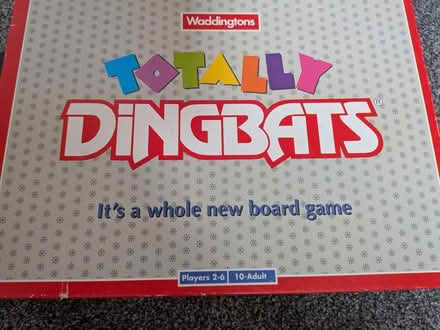 Waddingtons
TOTALLY
DiNGBATS®
It's a whole new board game
Players 2-6 10-Adult